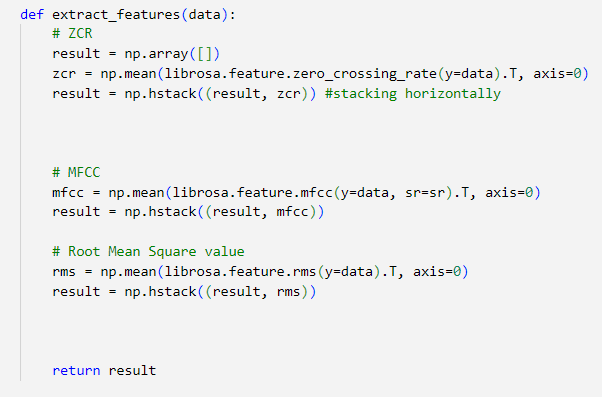 def extract_features(data):
    # ZCR
    result = np.array([])
    zcr = np.mean(librosa.feature.zero_crossing_rate(y=data).T, axis=0)
    result = np.hstack((result, zcr)) #stacking horizontally
    # MFCC
    mfcc = np.mean(librosa.feature.mfcc(y=data, sr=sr).T, axis=0)
    result = np.hstack((result, mfcc))
    # Root Mean Square value
    rms = np.mean(librosa.feature.rms(y=data).T, axis=0)
    result = np.hstack((result, rms))
    return result